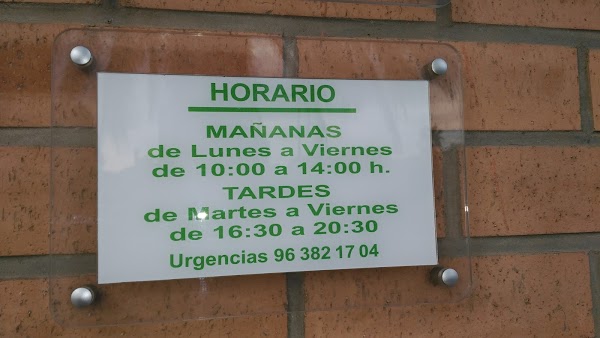 HORARIO
MAÑANAS
de Lunes a Viernes
de 10:00 a 14:00 h.
TARDES
de Martes a Viernes
de 16:30 a 20:30
Urgencias 96 382 17 04